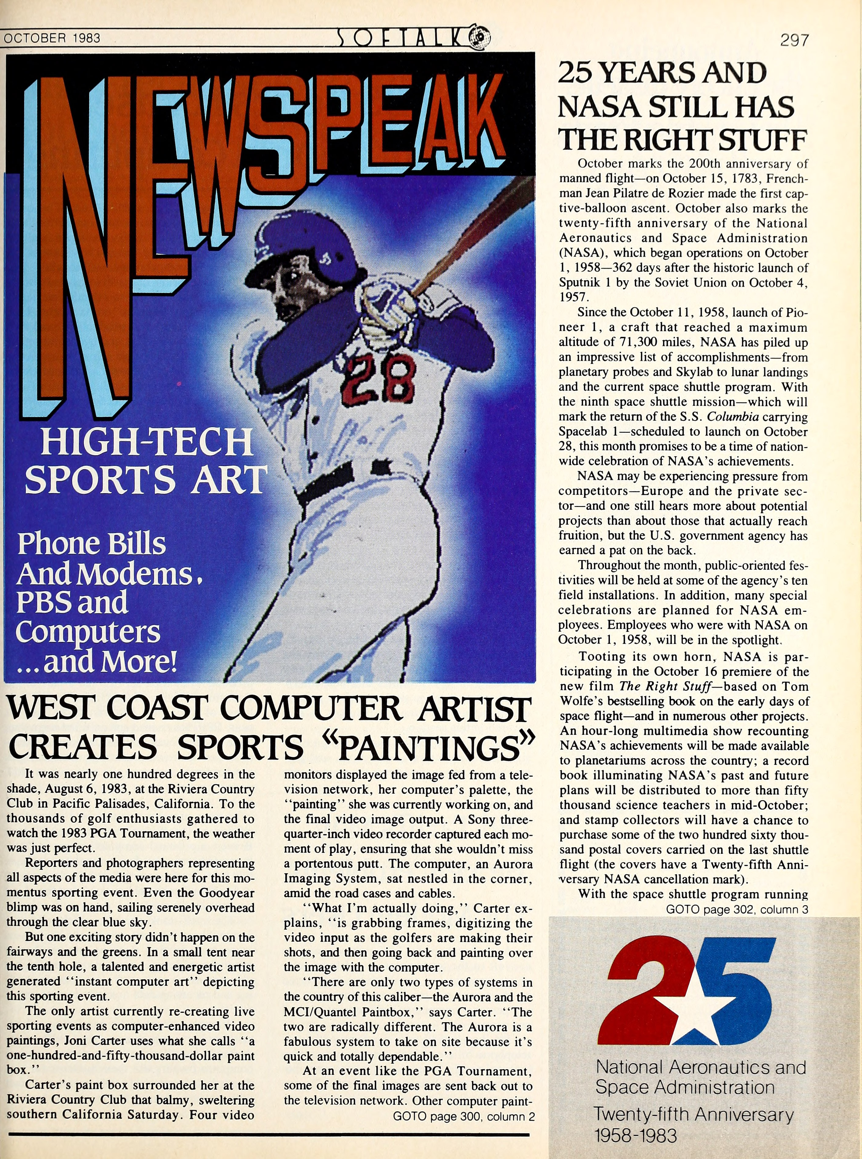 OCTOBER 1983
SOFTALK
297
NEWSPEAK
28
HIGH-TECH
SPORTS ART
Phone Bills
And Modems.
PBS and
Computers
...and More!
WEST COAST COMPUTER ARTIST
CREATES SPORTS “PAINTINGS”
It was nearly one hundred degrees in the
shade, August 6, 1983, at the Riviera Country
Club in Pacific Palisades, California. To the
thousands of golf enthusiasts gathered to
watch the 1983 PGA Tournament, the weather
was just perfect.
Reporters and photographers representing
all aspects of the media were here for this mo-
mentus sporting event. Even the Goodyear
blimp was on hand, sailing serenely overhead
through the clear blue sky.
But one exciting story didn't happen on the
fairways and the greens. In a small tent near
the tenth hole, a talented and energetic artist
generated ‘‘instant computer art’’ depicting
this sporting event.
The only artist currently re-creating live
sporting events as computer-enhanced video
paintings, Joni Carter uses what she calls ‘‘a
one-hundred-and-fifty-thousand-dollar paint
box.’’
Carter's paint box surrounded her at the
Riviera Country Club that balmy, sweltering
southern California Saturday. Four video
monitors displayed the image fed from a tele-
vision network, her computer's palette, the
‘‘painting’’ she was currently working on, and
the final video image output. A Sony three-
quarter-inch video recorder captured each mo-
ment of play, ensuring that she wouldn't miss
a portentous putt. The computer, an Aurora
Imaging System, sat nestled in the corner,
amid the road cases and cables.
‘‘What I'm actually doing,’’ Carter ex-
plains, ‘‘is grabbing frames, digitizing the
video input as the golfers are making their
shots, and then going back and painting over
the image with the computer.
‘‘There are only two types of systems in
the country of this caliber—the Aurora and the
MCI/Quantel Paintbox,’’ says Carter. ‘‘The
two are radically different. The Aurora is a
fabulous system to take on site because it's
quick and totally dependable.’’
At an event like the PGA Tournament,
some of the final images are sent back out to
the television network. Other computer paint-
GOTO page 300, column 2
25 YEARS AND
NASA STILL HAS
THE RIGHT STUFF
October marks the 200th anniversary of
manned flight—on October 15, 1783, French-
man Jean Pilatre de Rozier made the first cap-
tive-balloon ascent. October also marks the
twenty-fifth anniversary of the National
Aeronautics and Space Administration
(NASA), which began operations on October
1, 1958—362 days after the historic launch of
Sputnik 1 by the Soviet Union on October 4,
1957.
Since the October 11, 1958, launch of Pio-
neer 1, a craft that reached a maximum
altitude of 71,300 miles, NASA has piled up
an impressive list of accomplishments—from
planetary probes and Skylab to lunar landings
and the current space shuttle program. With
the ninth space shuttle mission—which will
mark the return of the S.S. Columbia carrying
Spacelab 1—scheduled to launch on October
28, this month promises to be a time of nation-
wide celebration of NASA's achievements.
NASA may be experiencing pressure from
competitors—Europe and the private sec-
tor—and one still hears more about potential
projects than about those that actually reach
fruition, but the U.S. government agency has
earned a pat on the back.
Throughout the month, public-oriented fes-
tivities will be held at some of the agency's ten
field installations. In addition, many special
celebrations are planned for NASA em-
ployees. Employees who were with NASA on
October 1, 1958, will be in the spotlight.
Tooting its own horn, NASA is par-
ticipating in the October 16 premiere of the
new film The Right Stuff—based on Tom
Wolfe's bestselling book on the early days of
space flight—and in numerous other projects.
An hour-long multimedia show recounting
NASA's achievements will be made available
to planetariums across the country; a record
book illuminating NASA's past and future
plans will be distributed to more than fifty
thousand science teachers in mid-October;
and stamp collectors will have a chance to
purchase some of the two hundred sixty thou-
sand postal covers carried on the last shuttle
flight (the covers have a Twenty-fifth Anni-
versary NASA cancellation mark).
With the space shuttle program running
GOTO page 302, column 3
25
National Aeronautics and
Space Administration
Twenty-fifth Anniversary
1958-1983